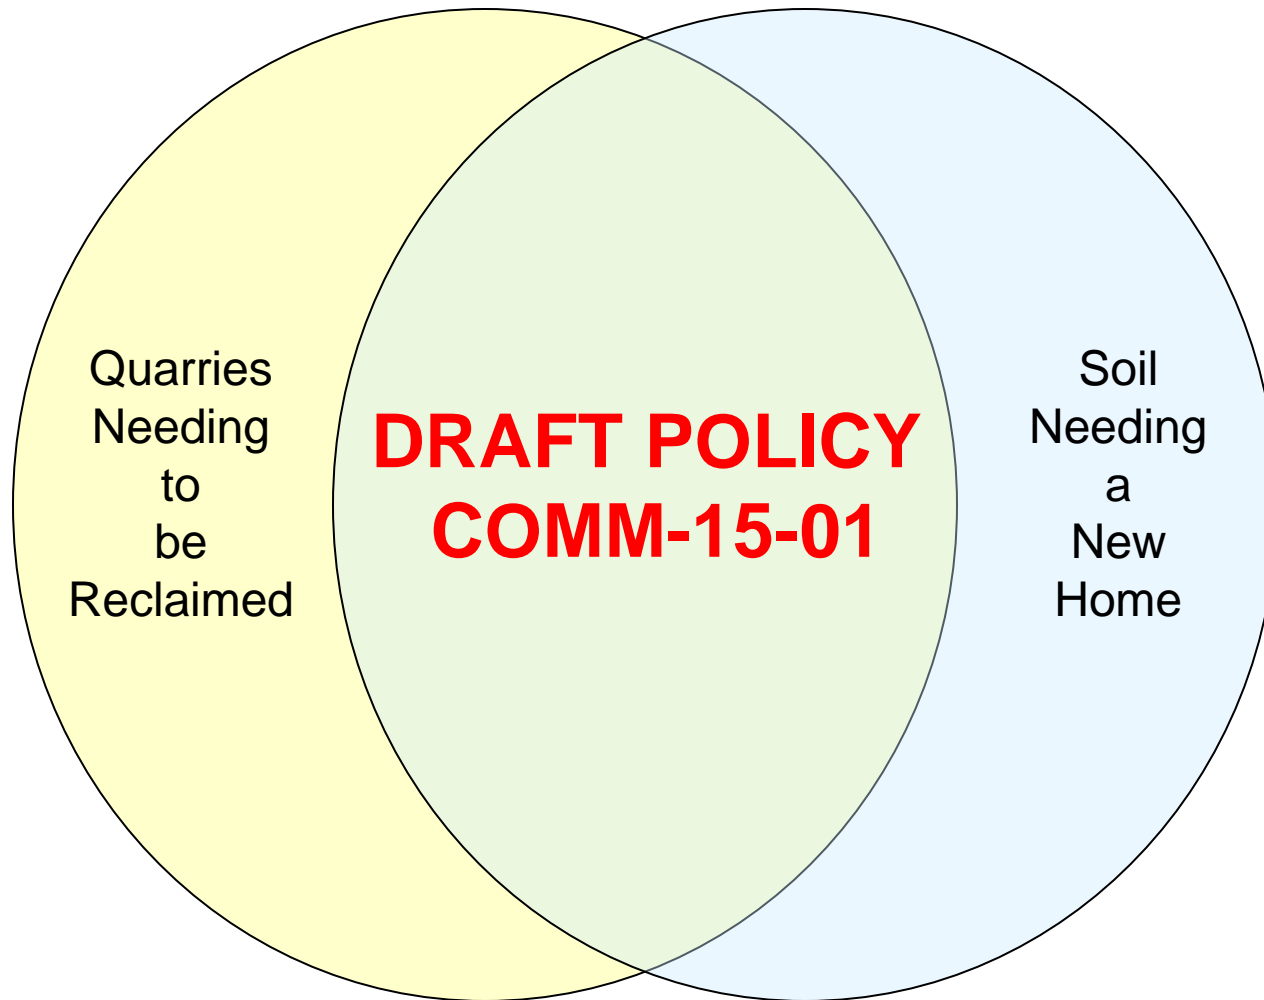 Quarries
Needing
to
be
Reclaimed
DRAFT POLICY
COMM-15-01
Soil
Needing
a
New
Home